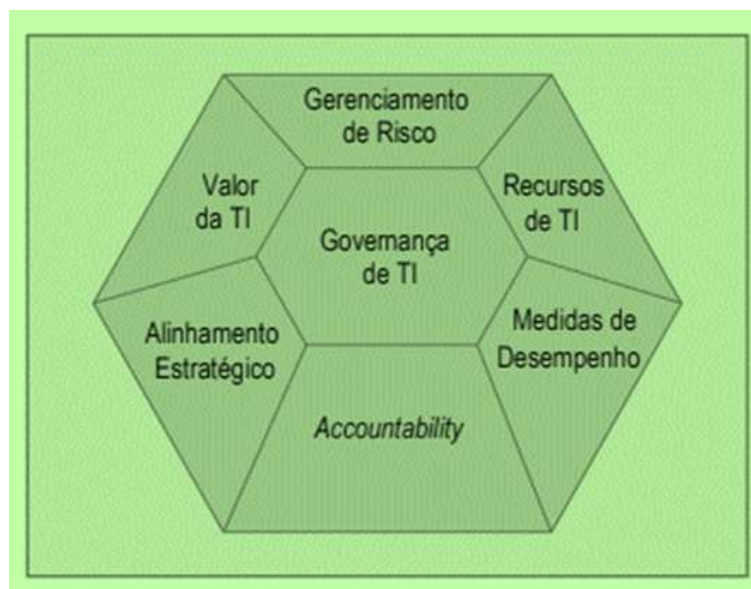 Gerenciamento
de Risco
Valor
da TI
Recursos
de TI
Governança
de TI
Alinhamento
Estratégico
Medidas de
Desempenho
Accountability